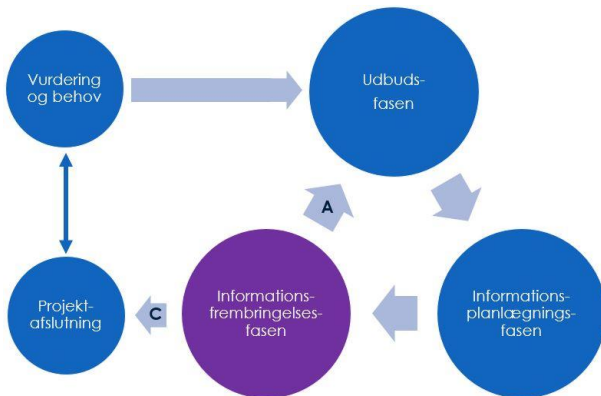 Vurdering
og behov
Udbuds-
fasen
A
Informations-
frembringelses-
fasen
Informations-
planlægnings-
fasen
C
Projekt-
afslutning